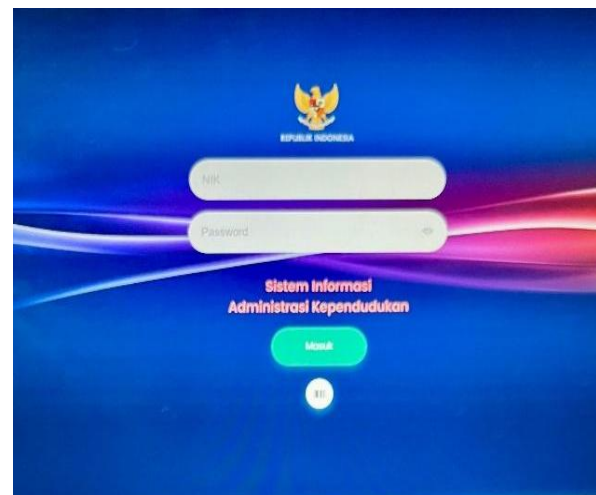 REPUBLIK INDONESIA
NIK
Password
Sistem Informasi
Administrasi Kependudukan
Masuk